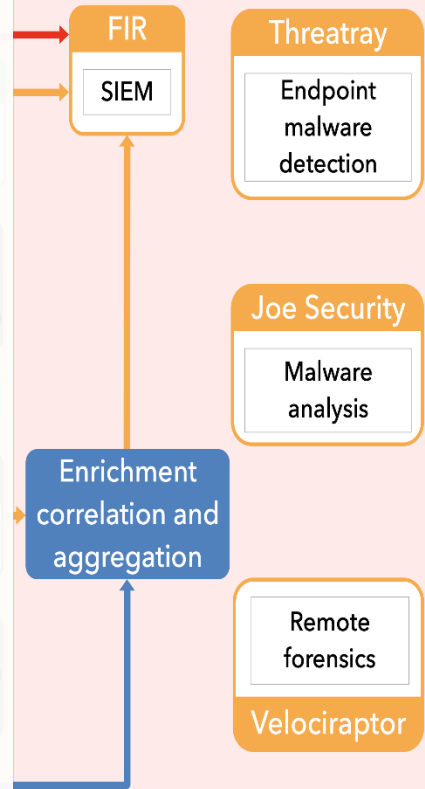 FIR
SIEM
Threatray
Endpoint
malware
detection
Joe Security
Malware
analysis
Enrichment
correlation and
aggregation
Remote
forensics
Velociraptor